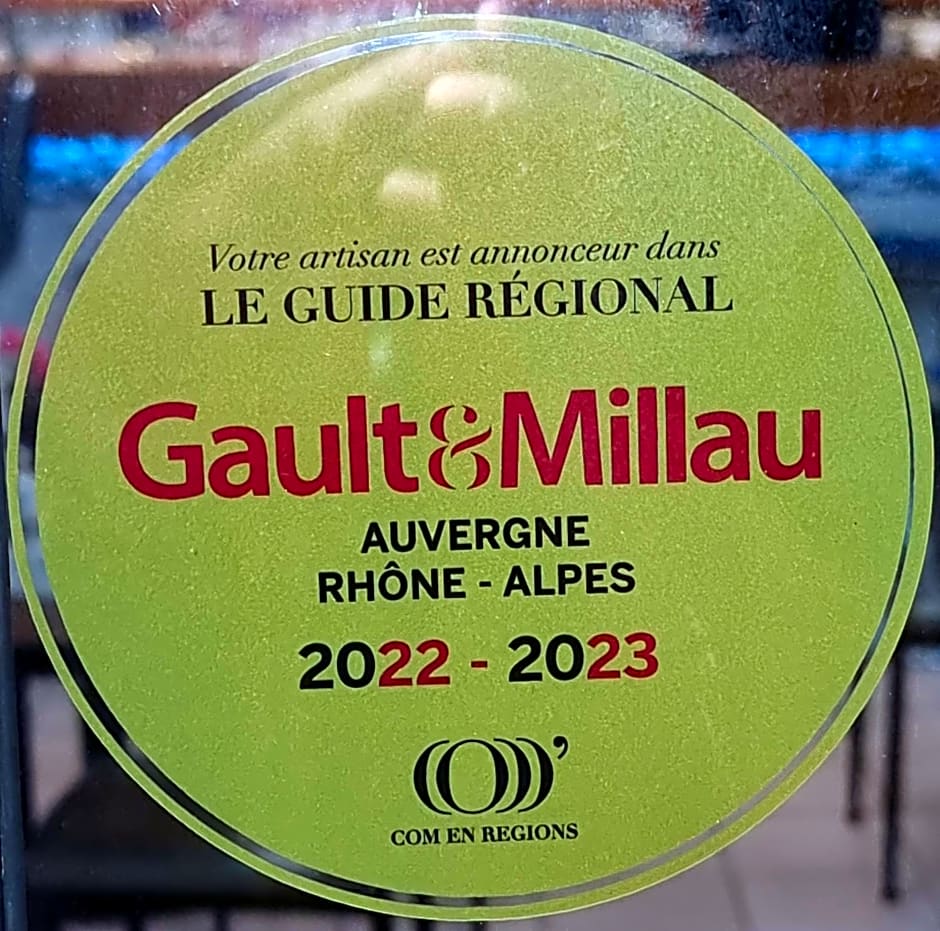 Votre artisan est annonceur dans
LE GUIDE RÉGIONAL
Gault&Millau
AUVERGNE
RHÔNE - ALPES
2022 - 2023
((O))’
COM EN REGIONS